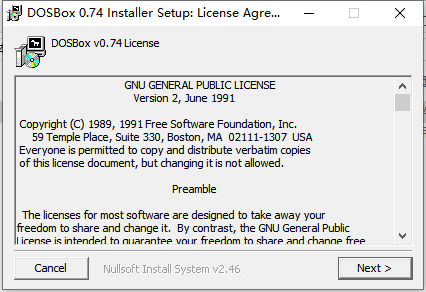 DOSBox 0.74 Installer Setup: License Agre...
DOSBox v0.74 License
GNU GENERAL PUBLIC LICENSE
Version 2, June 1991
Copyright (C) 1989, 1991 Free Software Foundation, Inc.
59 Temple Place, Suite 330, Boston, MA  02111-1307  USA
Everyone is permitted to copy and distribute verbatim copies
of this license document, but changing it is not allowed.
Preamble
The licenses for most software are designed to take away your
freedom to share and change it.  By contrast, the GNU General Public
License is intended to guarantee your freedom to share and change free
Cancel
Nullsoft Install System v2.46
Next >